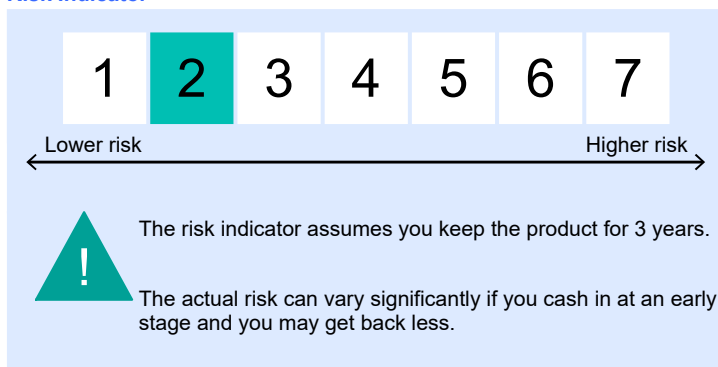 Risk Indicator
1 2 3 4 5 6 7
Lower risk Higher risk
! The risk indicator assumes you keep the product for 3 years.
The actual risk can vary significantly if you cash in at an early
stage and you may get back less.